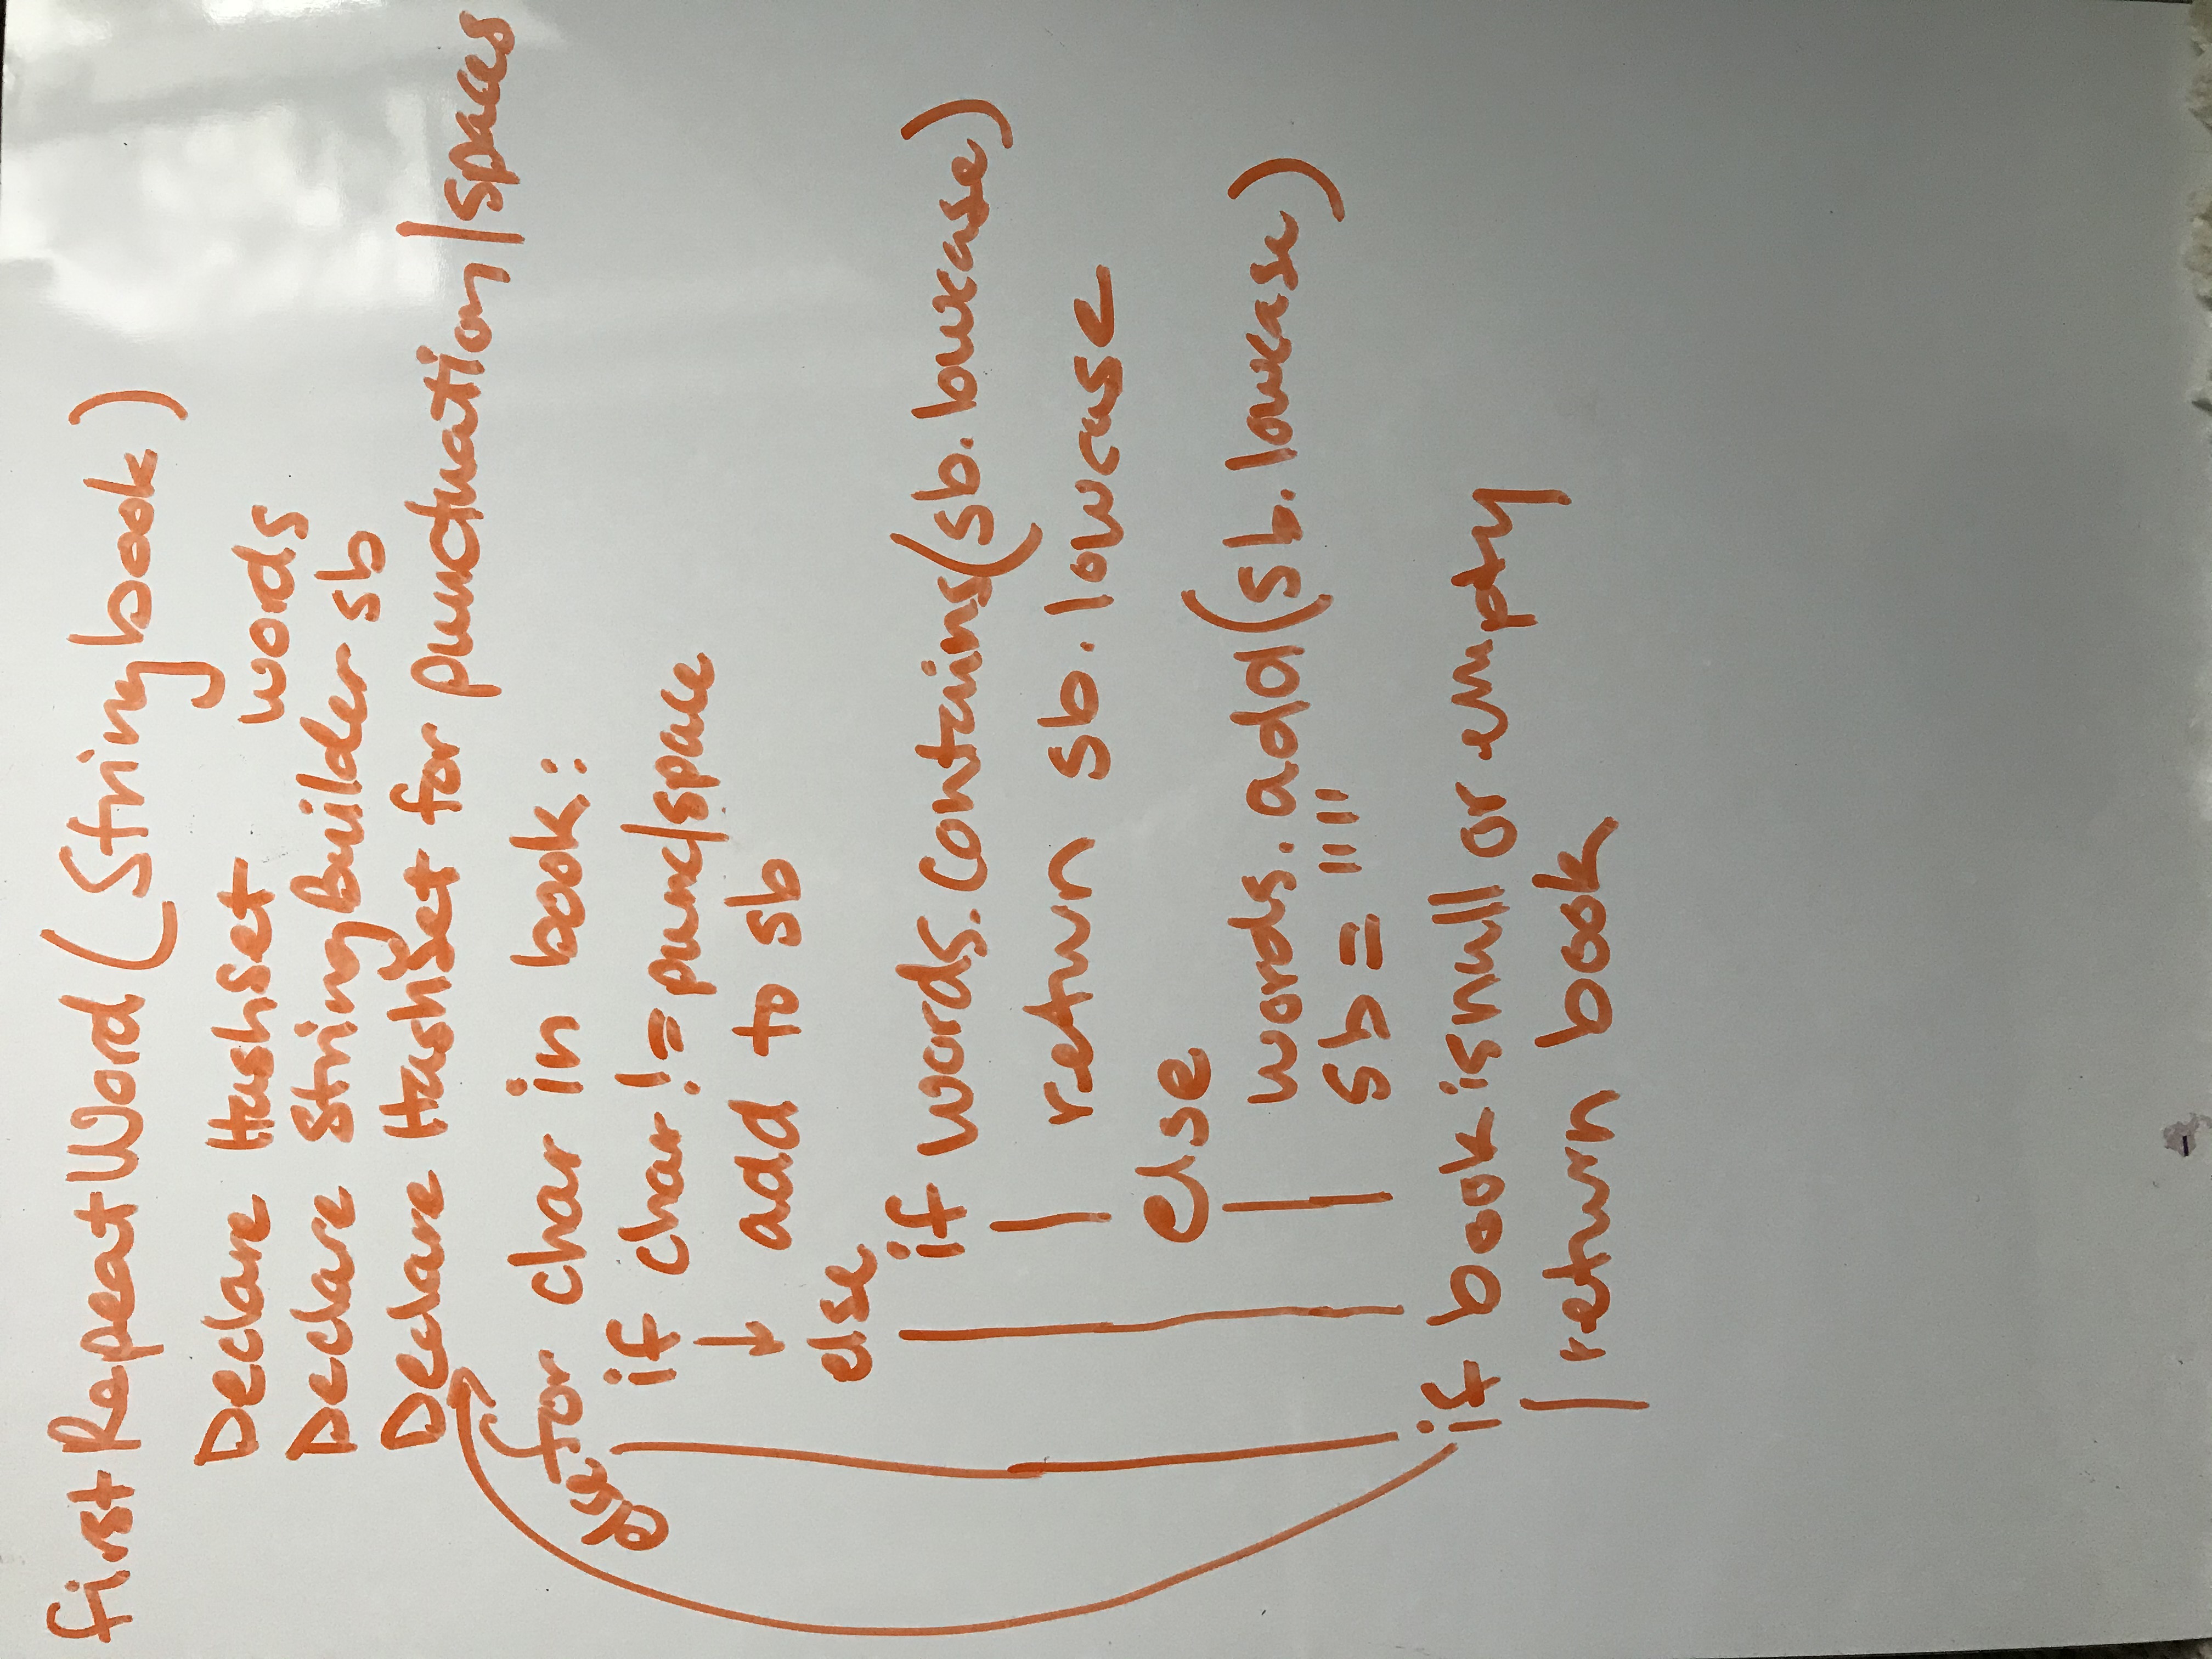 firstRepeatWord(String book)
Declare HashSet words
Declare StringBuilder sb
Declare HashSet for punctuation/spaces
else for char in book:
if char != punc/space
add to sb
else
if words.contains(sb.lowcase)
return sb.lowcase
else
words.add(sb.lowcase)
sb = ""
if book is null or empty
return book